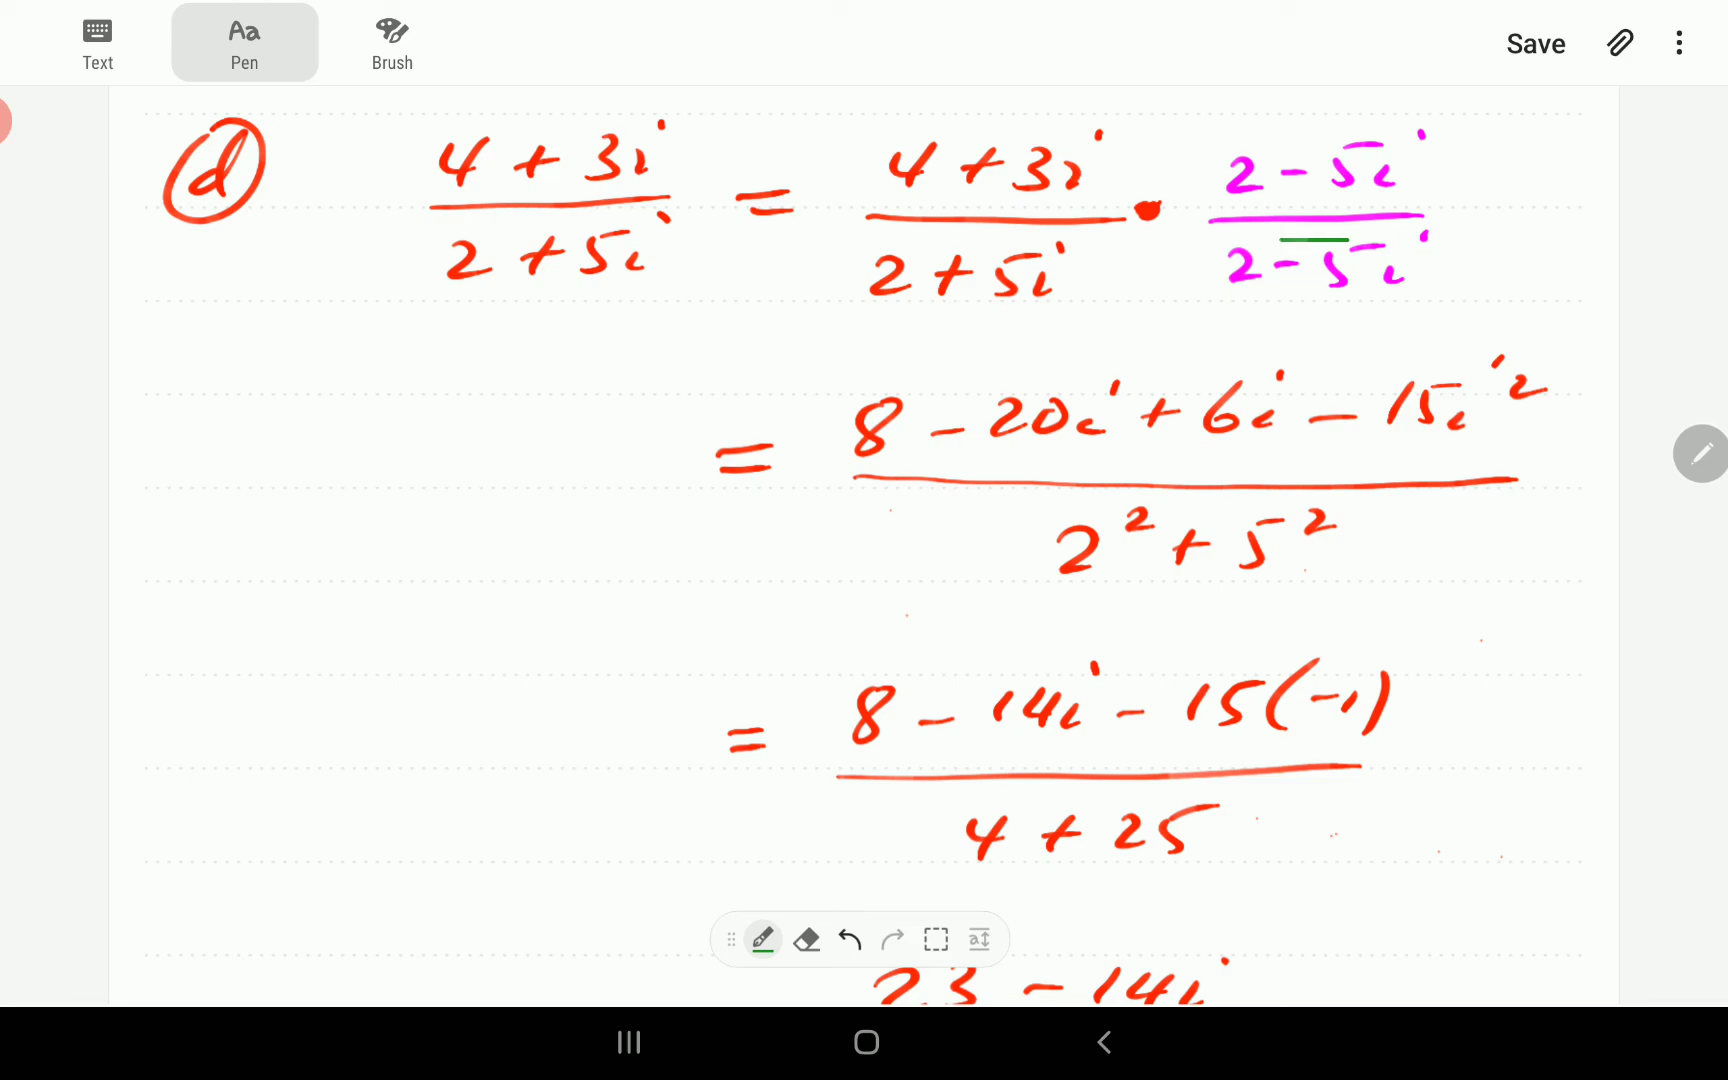 Text Aa Pen Brush Save
(d) (4 + 3i)/(2 + 5i) = (4 + 3i)/(2 + 5i) • (2 - 5i)/(2 - 5i)
= (8 - 20i + 6i - 15i²)/(2² + 5²)
= (8 - 14i - 15(-1))/(4 + 25)
a
23 - 14i